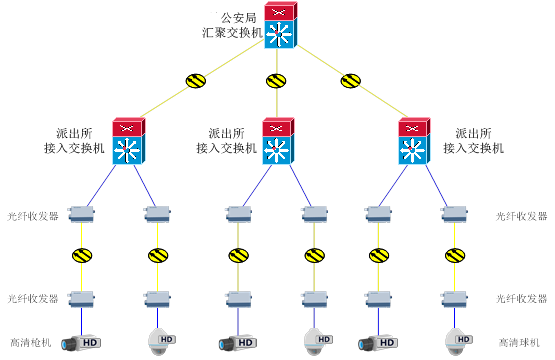 公安局
汇聚交换机
派出所
接入交换机
派出所
接入交换机
派出所
接入交换机
光纤收发器
光纤收发器
光纤收发器
光纤收发器
高清枪机
HD
HD
HD
HD
HD
HD
高清球机